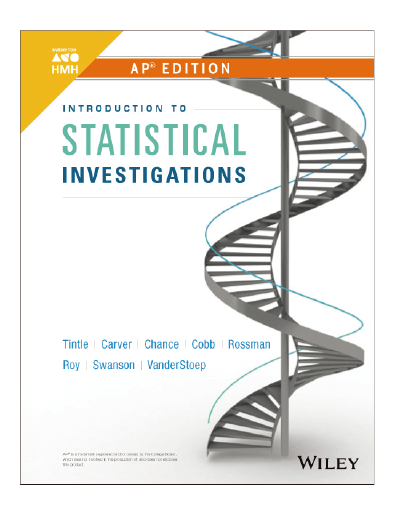 HMH
AP® EDITION
INTRODUCTION TO
STATISTICAL
INVESTIGATIONS
Tintle | Carver | Chance | Cobb | Rossman
Roy | Swanson | VanderStoep
WILEY